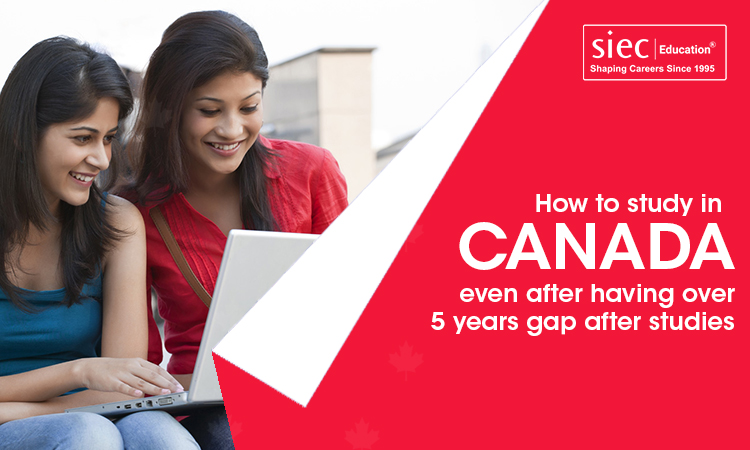 siec Education®
Shaping Careers Since 1995
How to study in
CANADA
even after having over
5 years gap after studies